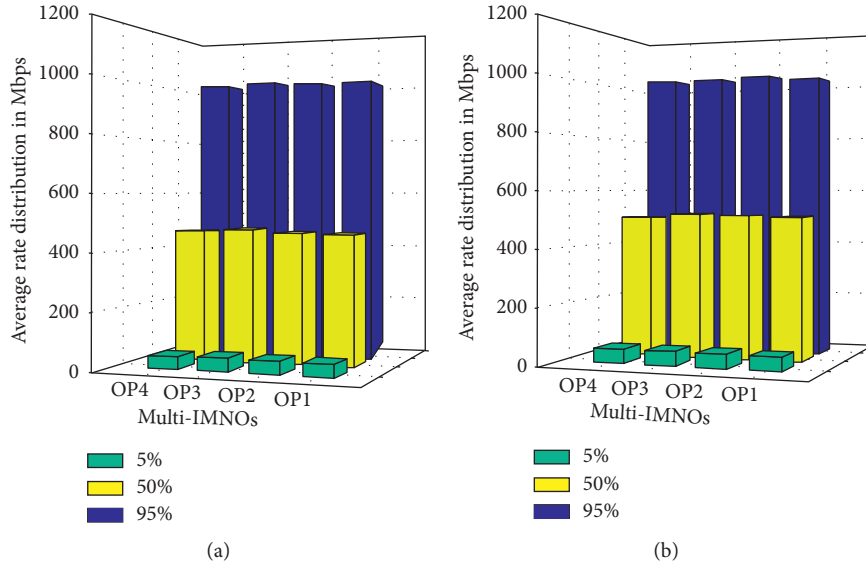 Average rate distribution in Mbps
1200
1000
800
600
400
200
0
OP4
OP3
OP2
OP1
Multi-IMNOs
5%
50%
95%
(a)
Average rate distribution in Mbps
1200
1000
800
600
400
200
0
OP4
OP3
OP2
OP1
Multi-IMNOs
5%
50%
95%
(b)